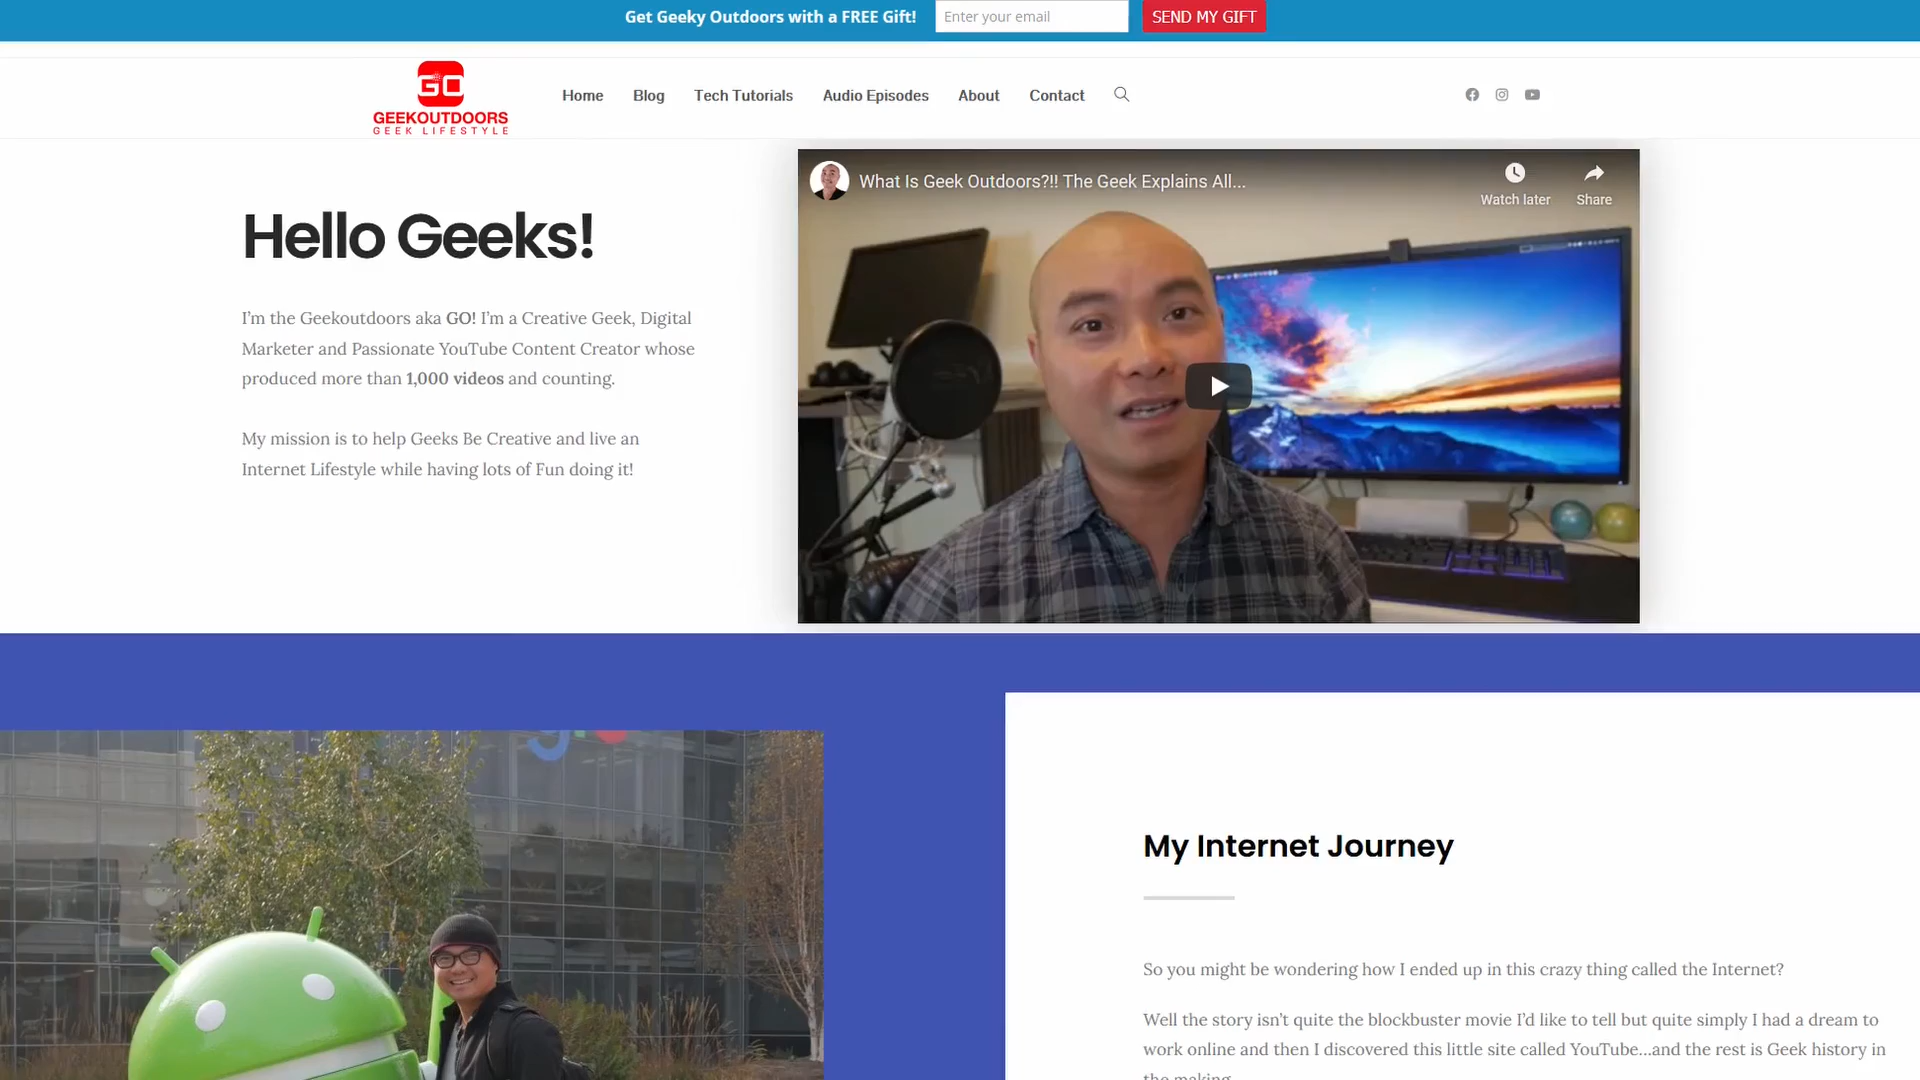 Get Geeky Outdoors with a FREE Gift!
Enter your email
SEND MY GIFT
GO
GEEKOUTDOORS
GEEK LIFESTYLE
Home
Blog
Tech Tutorials
Audio Episodes
About
Contact
What Is Geek Outdoors?!! The Geek Explains All...
Watch later
Share
Hello Geeks!
I'm the Geekoutdoors aka GO! I'm a Creative Geek, Digital
Marketer and Passionate YouTube Content Creator whose
produced more than 1,000 videos and counting.
My mission is to help Geeks Be Creative and live an
Internet Lifestyle while having lots of Fun doing it!
My Internet Journey
So you might be wondering how I ended up in this crazy thing called the Internet?
Well the story isn't quite the blockbuster movie I'd like to tell but quite simply I had a dream to
work online and then I discovered this little site called YouTube...and the rest is Geek history in
the making